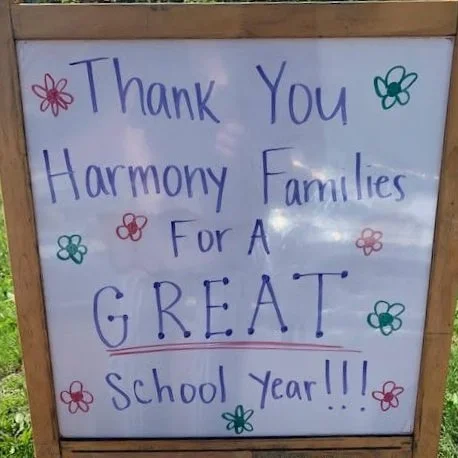 Thank You
Harmony Families
For A
GREAT
School Year!!!